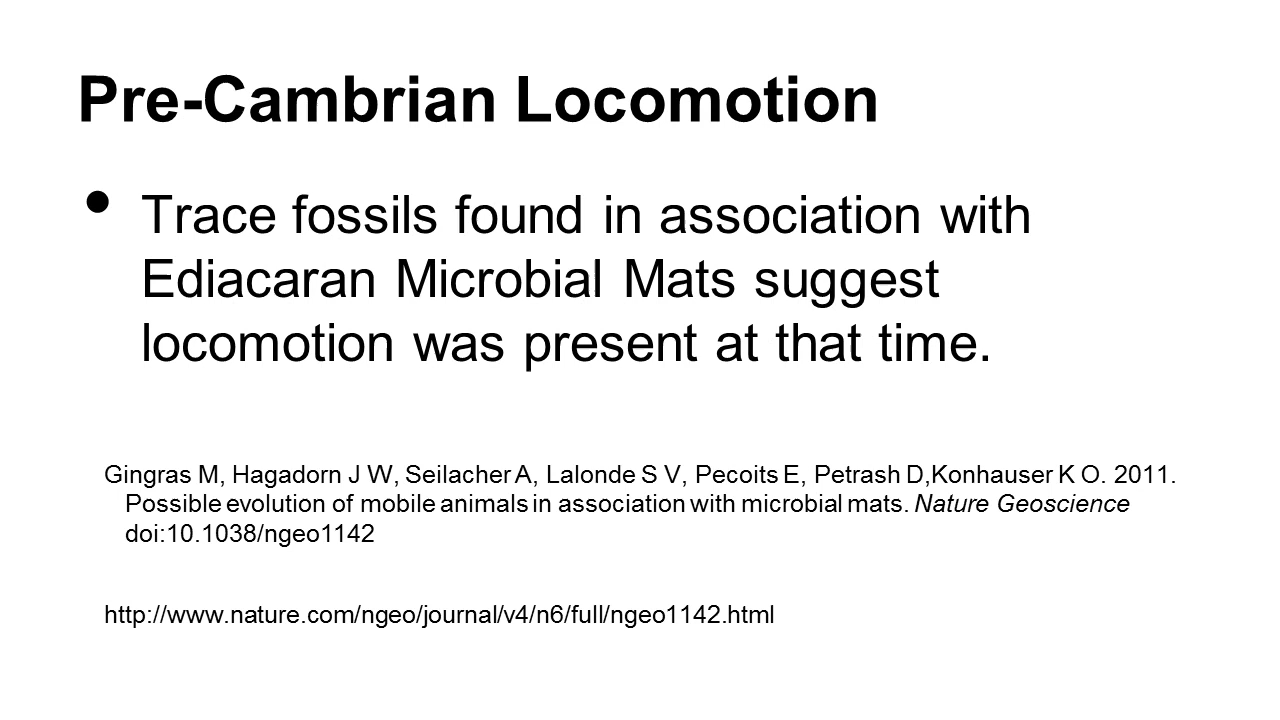 Pre-Cambrian Locomotion
• Trace fossils found in association with
Ediacaran Microbial Mats suggest
locomotion was present at that time.
Gingras M, Hagadorn J W, Seilacher A, Lalonde S V, Pecoits E, Petrash D,Konhauser K O. 2011.
Possible evolution of mobile animals in association with microbial mats. Nature Geoscience
doi:10.1038/ngeo1142
http://www.nature.com/ngeo/journal/v4/n6/full/ngeo1142.html